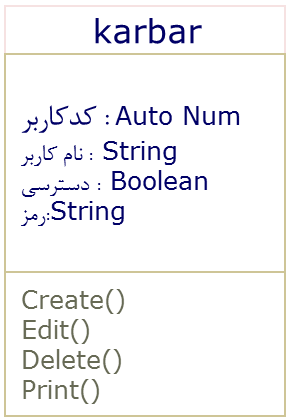 karbar
کدکاربر : Auto Num
نام کاربر : String
دسترسی : Boolean
رمز:String
Create()
Edit()
Delete()
Print()